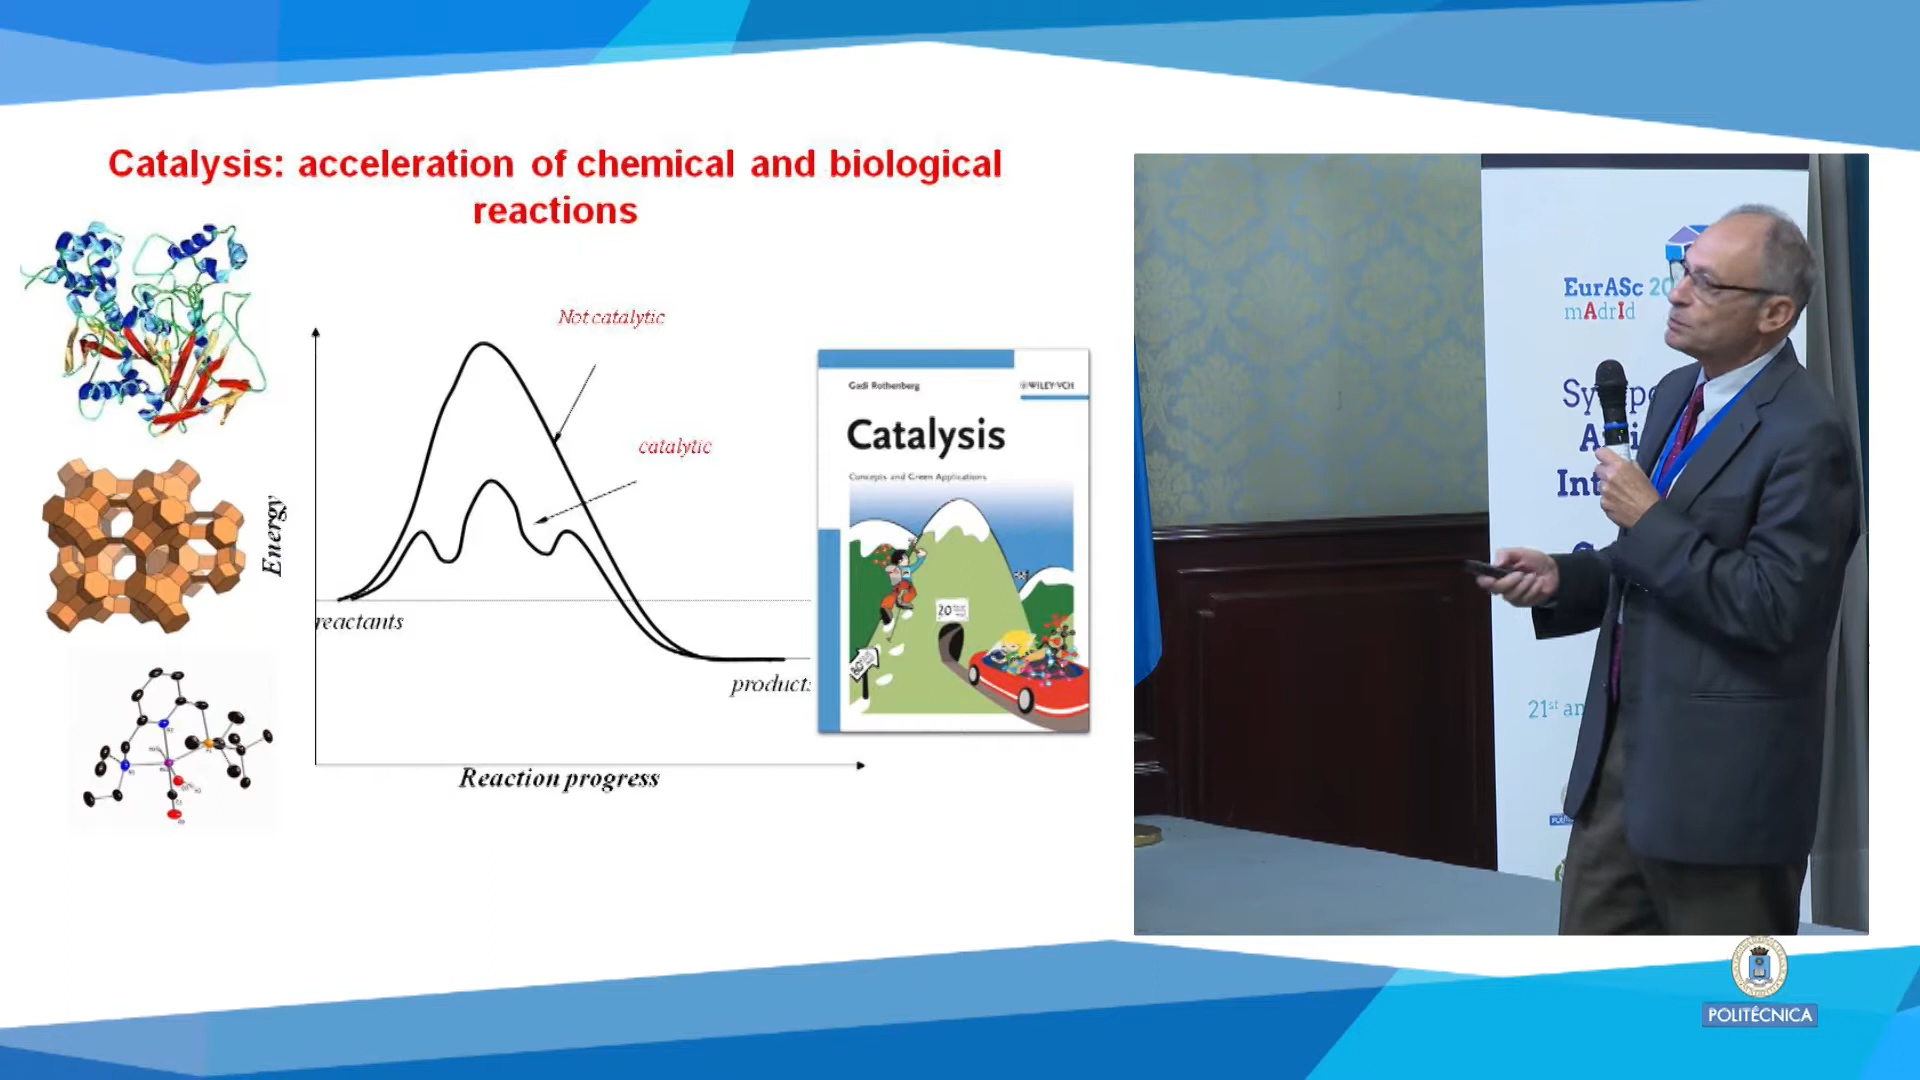 Catalysis: acceleration of chemical and biological
reactions
Not catalytic
catalytic
Energy
reactants
product
Reaction progress
Gadi Rothenberg
WILEY-VCH
Catalysis
Concepts and Green Applications
20
EurASc 20
mAdrId
Sy
Int
21st an
POLITÉCNICA